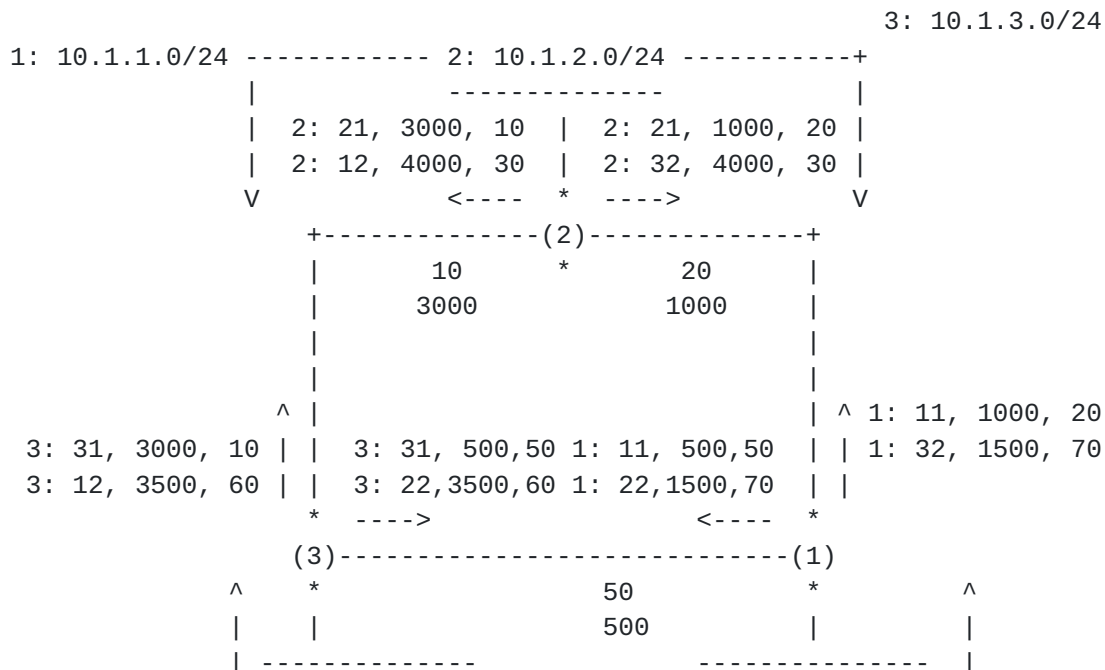 3: 10.1.3.0/24
1: 10.1.1.0/24 ------------ 2: 10.1.2.0/24 -----------+
               |            --------------            |
               |  2: 21, 3000, 10  |  2: 21, 1000, 20 |
               |  2: 12, 4000, 30  |  2: 32, 4000, 30 |
               V            <----  *  ---->           V
                   +--------------(2)--------------+
                   |       10      *       20      |
                   |      3000            1000     |
                   |                               |
                   |                               |
                 ^ |                               | ^ 1: 11, 1000, 20
 3: 31, 3000, 10 | |  3: 31, 500,50 1: 11, 500,50  | | 1: 32, 1500, 70
 3: 12, 3500, 60 | |  3: 22,3500,60 1: 22,1500,70  | |
                   *  ---->                 <----  *
                  (3)-----------------------------(1)
              ^    *                  50           *         ^
              |    |                  500          |         |
              | --------------              --------------- |